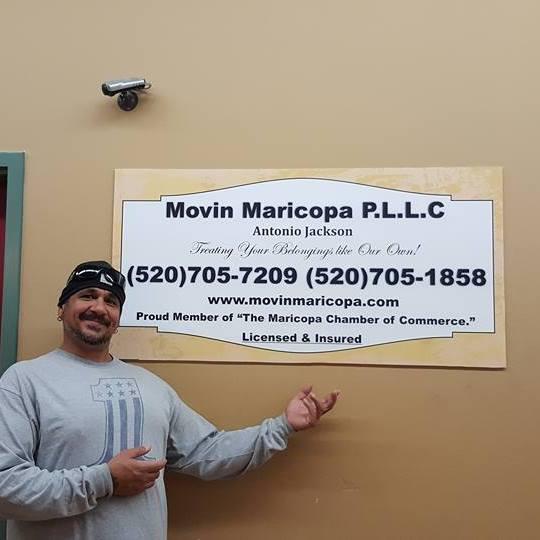 Movin Maricopa P.L.L.C
Antonio Jackson
Treating Your Belongings like Our Own!
(520)705-7209 (520)705-1858
www.movinmaricopa.com
Proud Member of "The Maricopa Chamber of Commerce."
Licensed & Insured
1